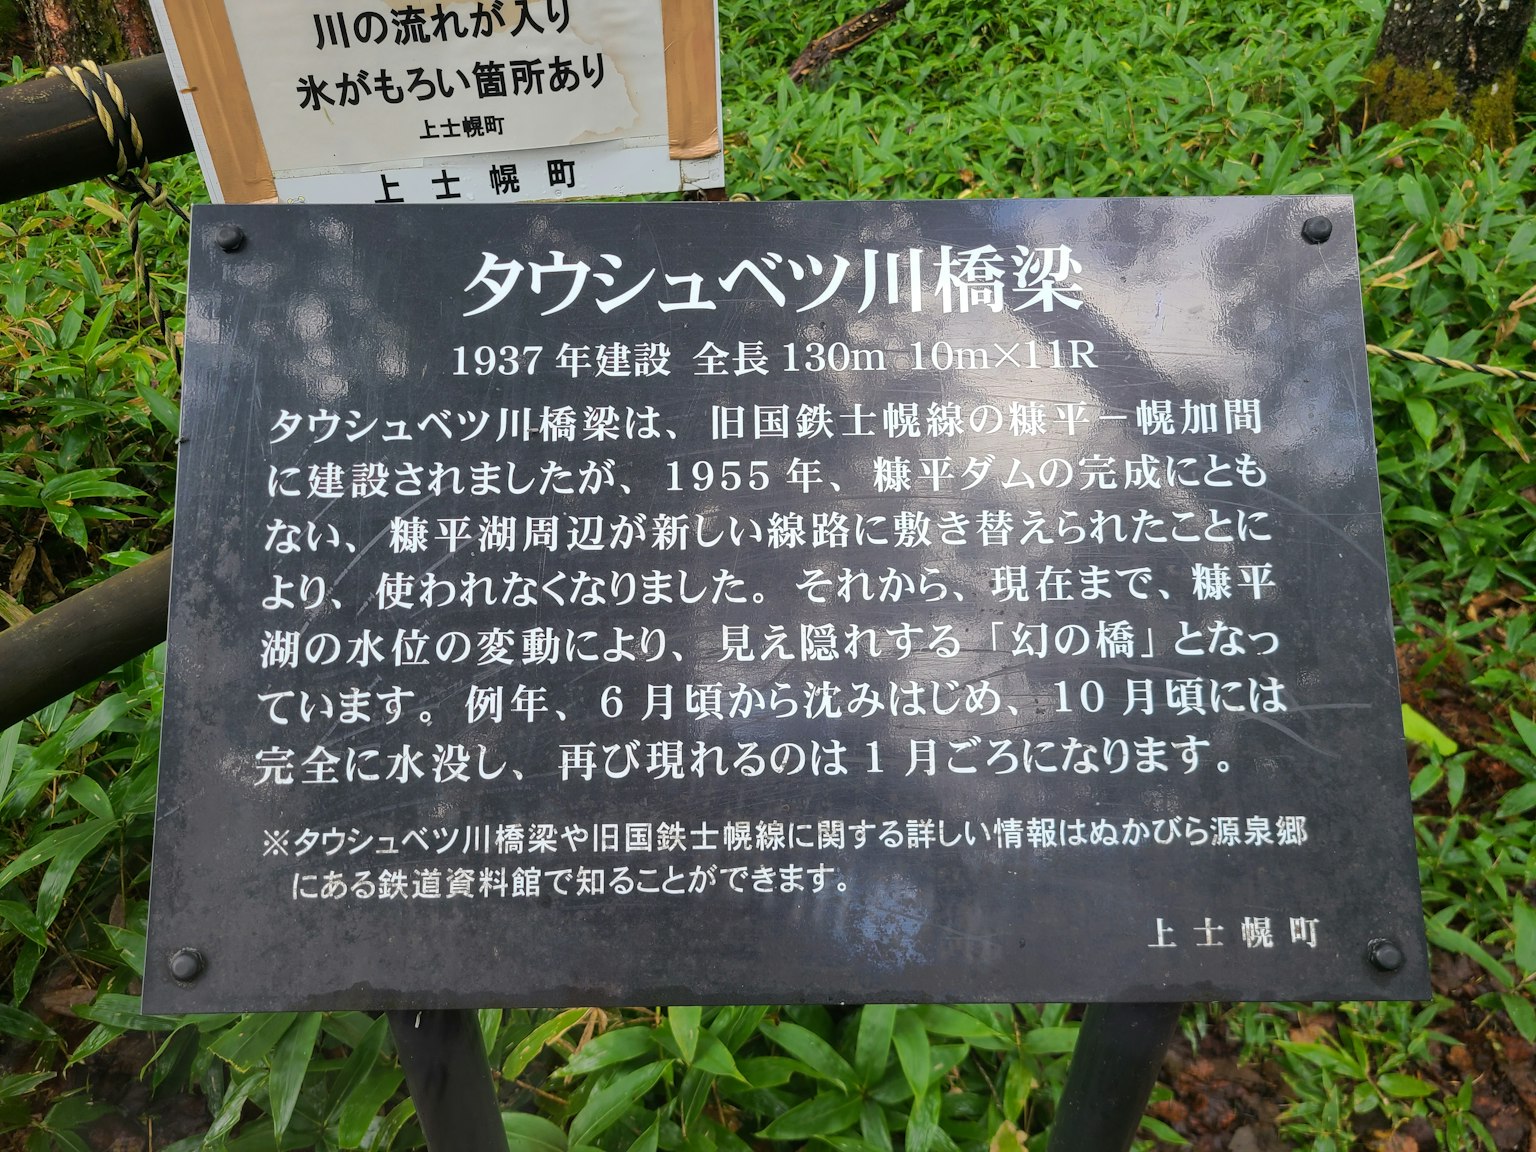 川の流れが入り
氷がもろい箇所あり
上士幌町
上士幌町
タウシュベツ川橋梁
1937年建設 全長130m 10m×11R
タウシュベツ川橋梁は、旧国鉄士幌線の糠平－幌加間
に建設されましたが、1955年、糠平ダムの完成にとも
ない、糠平湖周辺が新しい線路に敷き替えられたことに
より、使われなくなりました。それから、現在まで、糠平
湖の水位の変動により、見え隠れする「幻の橋」となっ
ています。例年、6月頃から沈みはじめ、10月頃には
完全に水没し、再び現れるのは1月ごろになります。
※タウシュベツ川橋梁や旧国鉄士幌線に関する詳しい情報はぬかびら源泉郷
にある鉄道資料館で知ることができます。
上士幌町